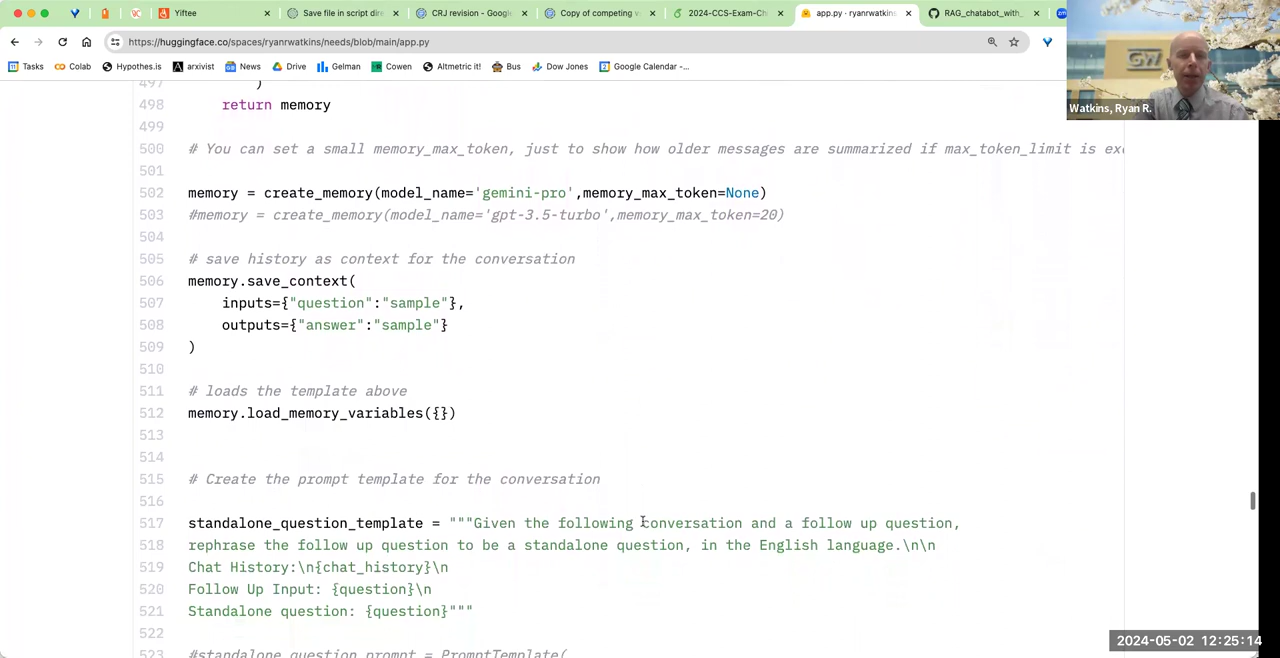 Yiftee
Save file in script dire
CRJ revision - Google
Copy of competing v
2024-CCS-Exam-Ch
app.py · ryanrwatkins
RAG_chatabot_with_
zm
https://huggingface.co/spaces/ryanrwatkins/needs/blob/main/app.py
Tasks
Colab
Hypothes.is
arxivist
News
Drive
Gelman
Cowen
Altmetric it!
Bus
Dow Jones
Google Calendar -...
GW
Watkins, Ryan R.
497 )
498 return memory
499
500 # You can set a small memory_max_token, just to show how older messages are summarized if max_token_limit is exc
501
502 memory = create_memory(model_name='gemini-pro',memory_max_token=None)
503 #memory = create_memory(model_name='gpt-3.5-turbo',memory_max_token=20)
504
505 # save history as context for the conversation
506 memory.save_context(
507 inputs={"question":"sample"},
508 outputs={"answer":"sample"}
509 )
510
511 # loads the template above
512 memory.load_memory_variables({})
513
514
515 # Create the prompt template for the conversation
516
517 standalone_question_template = """Given the following conversation and a follow up question,
518 rephrase the follow up question to be a standalone question, in the English language.\n\n
519 Chat History:\n{chat_history}\n
520 Follow Up Input: {question}\n
521 Standalone question: {question}"""
522
523 #standalone_question_prompt = PromptTemplate(
2024-05-02 12:25:14